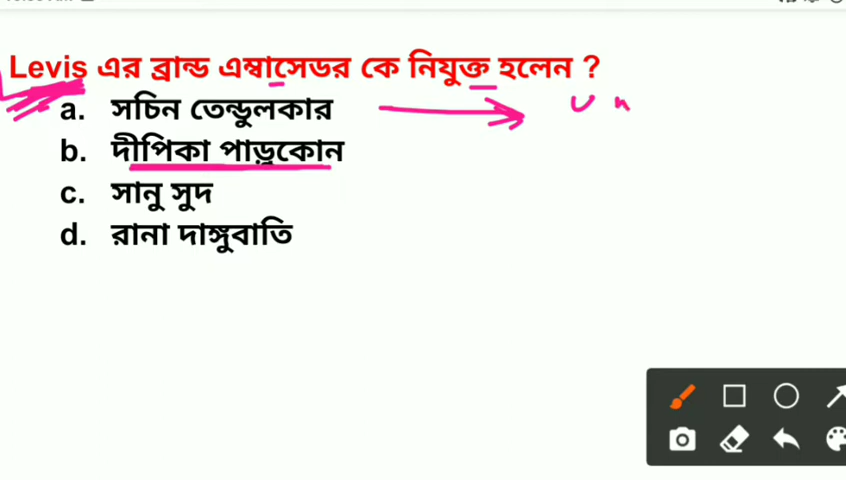 Levis এর ব্রান্ড এম্বাসেডর কে নিযুক্ত হলেন ?
a. সচিন তেন্ডুলকার
b. দীপিকা পাড়ুকোন
c. সানু সুদ
d. রানা দাঙ্গুবাতি